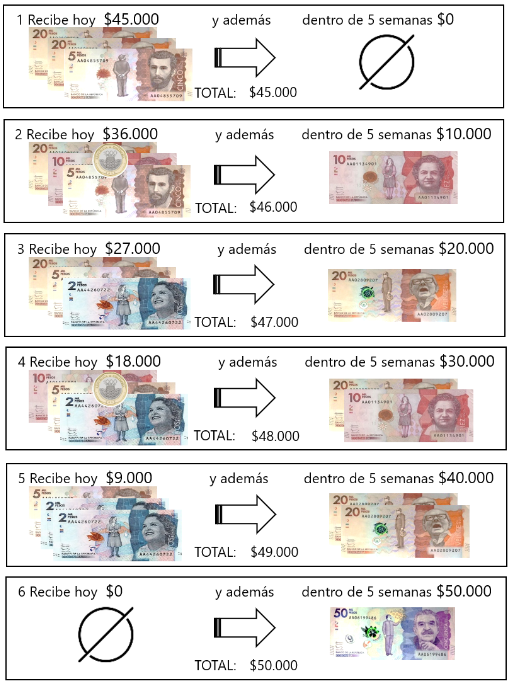 1 Recibe hoy $45.000 y además dentro de 5 semanas $0
TOTAL: $45.000
2 Recibe hoy $36.000 y además dentro de 5 semanas $10.000
TOTAL: $46.000
3 Recibe hoy $27.000 y además dentro de 5 semanas $20.000
TOTAL: $47.000
4 Recibe hoy $18.000 y además dentro de 5 semanas $30.000
TOTAL: $48.000
5 Recibe hoy $9.000 y además dentro de 5 semanas $40.000
TOTAL: $49.000
6 Recibe hoy $0 y además dentro de 5 semanas $50.000
TOTAL: $50.000